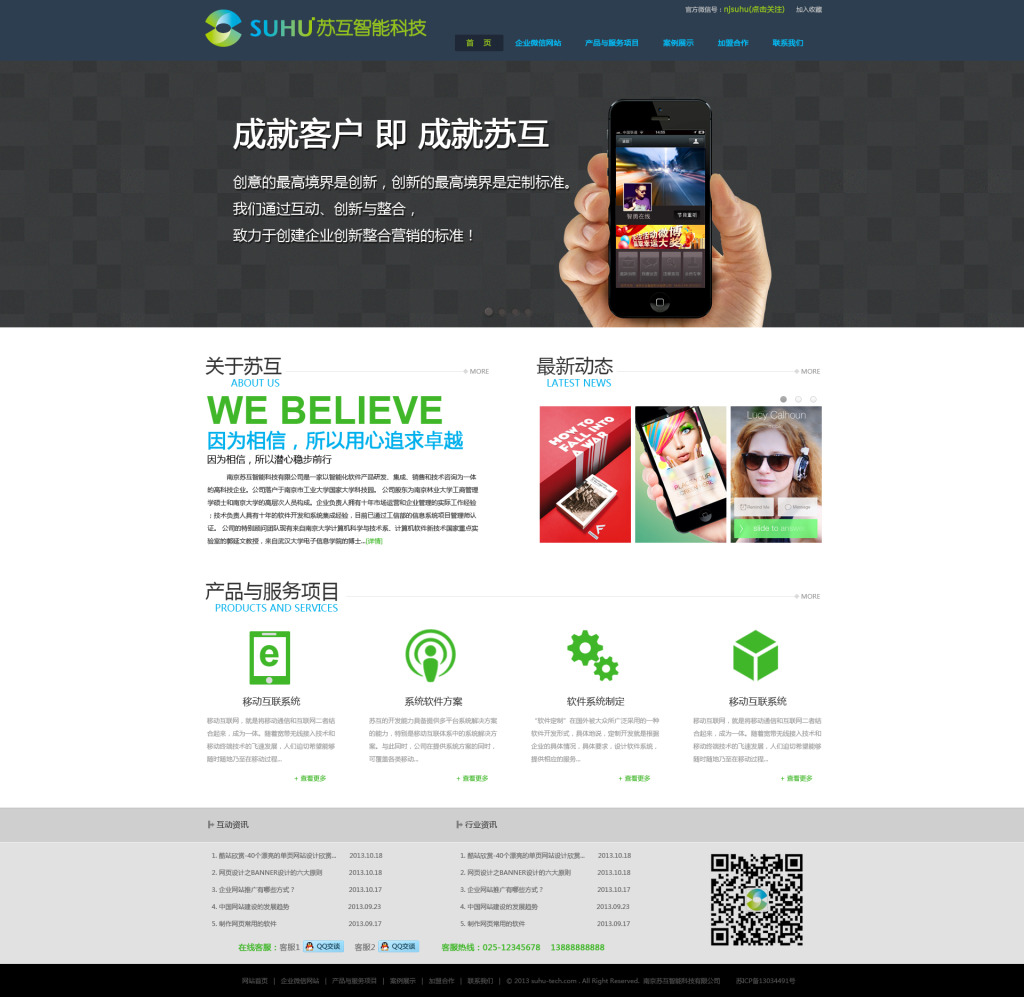 官方微信号：njsuhu(点击关注) 加入收藏
SUHU 苏互智能科技
首 页 企业微信网站 产品与服务项目 案例展示 加盟合作 联系我们
成就客户 即 成就苏互
创意的最高境界是创新，创新的最高境界是定制标准。
我们通过互动、创新与整合，
致力于创建企业创新整合营销的标准！
智勇在线
关于苏互
MORE
ABOUT US
WE BELIEVE
因为相信，所以用心追求卓越
因为相信，所以潜心稳步前行
南京苏互智能科技有限公司是一家以智能化软件产品研发、集成、销售和技术咨询为一体
的高科技企业。公司落户于南京市工业大学国家大学科技园。 公司股东为南京林业大学工商管理
学硕士和南京大学的高层次人员构成。企业负责人拥有十年市场运营和企业管理的实际工作经验
；技术负责人具有十年的软件开发和系统集成经验，目前已通过工信部的信息系统项目管理师认
证。 公司的特别顾问团队现有来自南京大学计算机科学与技术系、计算机软件新技术国家重点实
验室的郭延文教授，来自武汉大学电子信息学院的博士...[详情]
最新动态
MORE
LATEST NEWS
HOW TO
FALL INTO
A WAR
Lucy Calhoun
Remind Me Message
slide to answer
产品与服务项目
MORE
PRODUCTS AND SERVICES
移动互联系统
移动互联网，就是将移动通信和互联网二者结
合起来，成为一体。随着宽带无线接入技术和
移动终端技术的飞速发展，人们迫切希望能够
随时随地乃至在移动过程...
+ 查看更多
系统软件方案
苏互的开发能力具备提供多平台系统解决方案
的能力，特别是移动互联体系中的系统解决方
案。与此同时，公司在提供系统方案的同时，
可覆盖各类移动...
+ 查看更多
软件系统制定
“软件定制”在国外被大众所广泛采用的一种
软件开发形式，具体地说，定制开发就是根据
企业的具体情况，具体要求，设计软件系统，
提供相应的服务...
+ 查看更多
移动互联系统
移动互联网，就是将移动通信和互联网二者结
合起来，成为一体。随着宽带无线接入技术和
移动终端技术的飞速发展，人们迫切希望能够
随时随地乃至在移动过程...
+ 查看更多
互动资讯
1. 酷站欣赏-40个漂亮的单页网站设计欣赏... 2013.10.18
2. 网页设计之BANNER设计的六大原则 2013.10.18
3. 企业网站推广有哪些方式？ 2013.10.17
4. 中国网站建设的发展趋势 2013.09.23
5. 制作网页常用的软件 2013.09.17
行业资讯
1. 酷站欣赏-40个漂亮的单页网站设计欣赏... 2013.10.18
2. 网页设计之BANNER设计的六大原则 2013.10.18
3. 企业网站推广有哪些方式？ 2013.10.17
4. 中国网站建设的发展趋势 2013.09.23
5. 制作网页常用的软件 2013.09.17
在线客服：客服1 QQ交谈 客服2 QQ交谈 客服热线：025-12345678 13888888888
网站首页 | 企业微信网站 | 产品与服务项目 | 案例展示 | 加盟合作 | 联系我们 | © 2013 suhu-tech.com . All Right Reserved. 南京苏互智能科技有限公司 苏ICP备13034491号